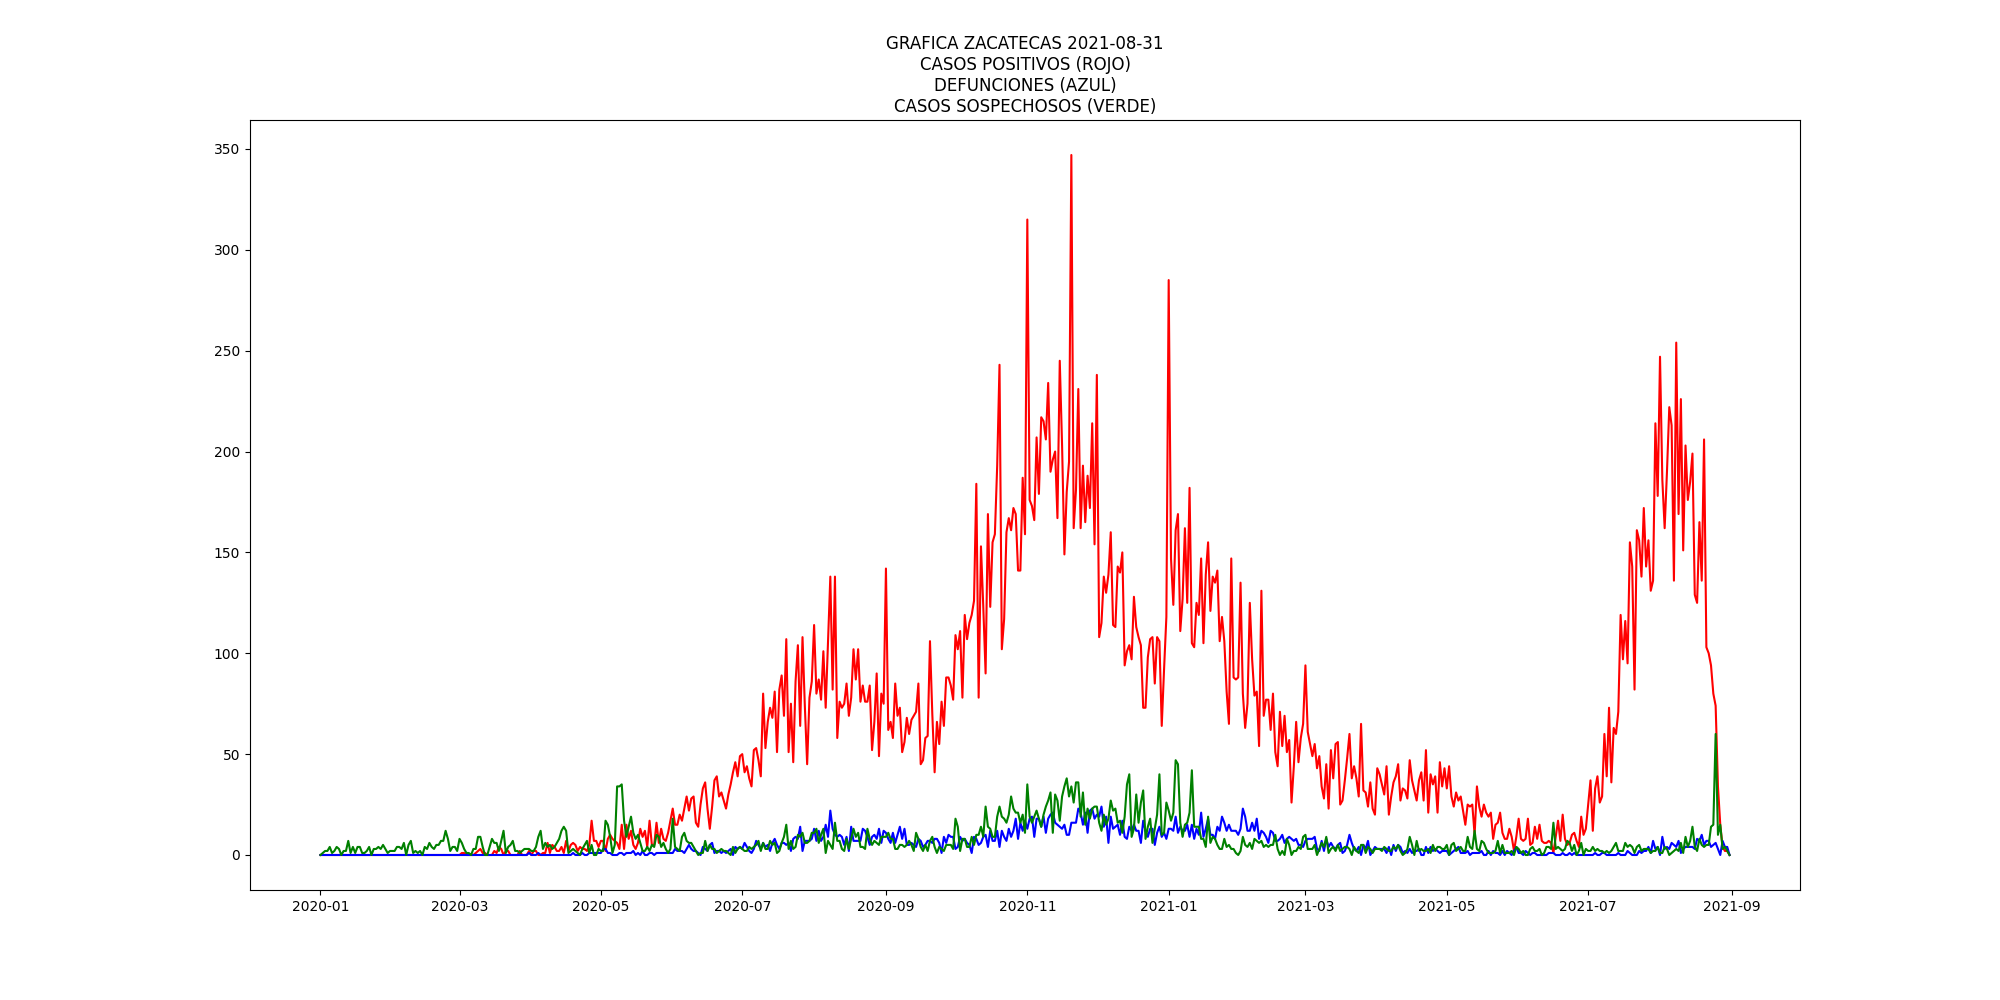 GRAFICA ZACATECAS 2021-08-31
CASOS POSITIVOS (ROJO)
DEFUNCIONES (AZUL)
CASOS SOSPECHOSOS (VERDE)
350
300
250
200
150
100
50
0
2020-01 2020-03 2020-05 2020-07 2020-09 2020-11 2021-01 2021-03 2021-05 2021-07 2021-09